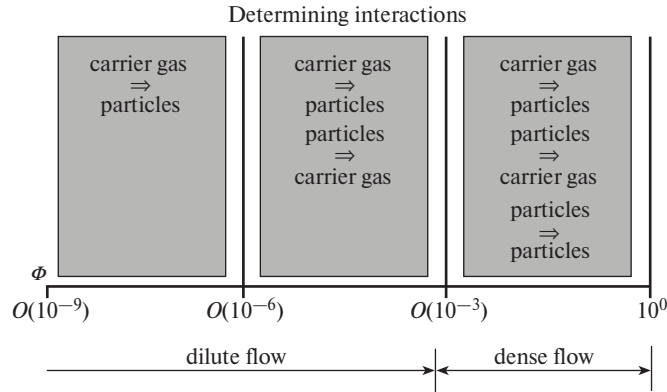 Determining interactions
carrier gas
⇒
particles
carrier gas
⇒
particles
particles
⇒
carrier gas
carrier gas
⇒
particles
particles
⇒
carrier gas
particles
⇒
particles
Φ
O(10−9)
O(10−6)
O(10−3)
100
dilute flow
dense flow